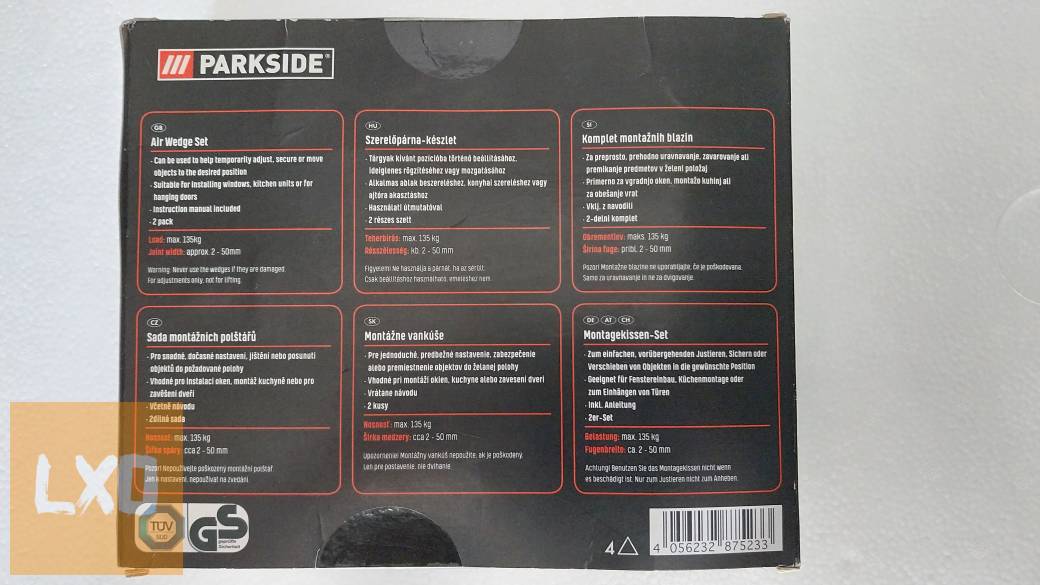 PARKSIDE®
GB
Air Wedge Set
· Can be used to help temporarily adjust, secure or move
objects to the desired position
· Suitable for installing windows, kitchen units or for
hanging doors
· Instruction manual included
· 2 pack
Load: max. 135kg
Joint width: approx. 2 - 50mm
Warning: Never use the wedges if they are damaged.
For adjustments only, not for lifting.
HU
Szerelőpárna-készlet
· Tárgyak kívánt pozícióba történő beállításához,
ideiglenes rögzítéséhez vagy mozgatásához
· Alkalmas ablak beszereléshez, konyhai szereléshez vagy
ajtóra akasztáshoz
· Használati útmutatóval
· 2 részes szett
Teherbírás: max. 135 kg
Résszélesség: kb. 2 - 50 mm
Figyelem! Ne használja a párnát, ha az sérült.
Csak beállításhoz használható, emeléshez nem.
SI
Komplet montažnih blazin
· Za preprosto, prehodno uravnavanje, zavarovanje ali
premikanje predmetov v želeni položaj
· Primerno za vgradnjo oken, montažo kuhinj ali
za obešanje vrat
· Vklj. z navodili
· 2-delni komplet
Obremenitev: maks. 135 kg
Širina fuge: pribl. 2 - 50 mm
Pozor! Montažne blazine ne uporabljajte, če je poškodovana.
Samo za uravnavanje in ne za dvigovanje.
CZ
Sada montážních polštářů
· Pro snadné, dočasné nastavení, jištění nebo posunutí
objektů do požadované polohy
· Vhodné pro instalaci oken, montáž kuchyně nebo pro
zavěšení dveří
· Včetně návodu
· 2dílná sada
Nosnost: max. 135 kg
Šířka spáry: cca 2 - 50 mm
Pozor! Nepoužívejte poškozený montážní polštář.
Jen k nastavení, nepoužívat na zvedání.
SK
Montážne vankúše
· Pre jednoduché, predbežné nastavenie, zabezpečenie
alebo premiestnenie objektov do želanej polohy
· Vhodné pri montáži okien, kuchyne alebo zavesení dverí
· Vrátane návodu
· 2 kusy
Nosnosť: max. 135 kg
Šírka medzery: cca 2 - 50 mm
Upozornenie! Montážny vankúš nepoužite, ak je poškodený.
Len pre postavenie, nie dvíhanie.
DE AT CH
Montagekissen-Set
· Zum einfachen, vorübergehenden Justieren, Sichern oder
Verschieben von Objekten in die gewünschte Position
· Geeignet für Fenstereinbau, Küchenmontage oder
zum Einhängen von Türen
· Inkl. Anleitung
· 2er-Set
Belastung: max. 135 kg
Fugenbreite: ca. 2 - 50 mm
Achtung! Benutzen Sie das Montagekissen nicht wenn
es beschädigt ist. Nur zum Justieren nicht zum Anheben.
LXO
TÜV
SÜD
GS
geprüfte
Sicherheit
4
4 056232 875233